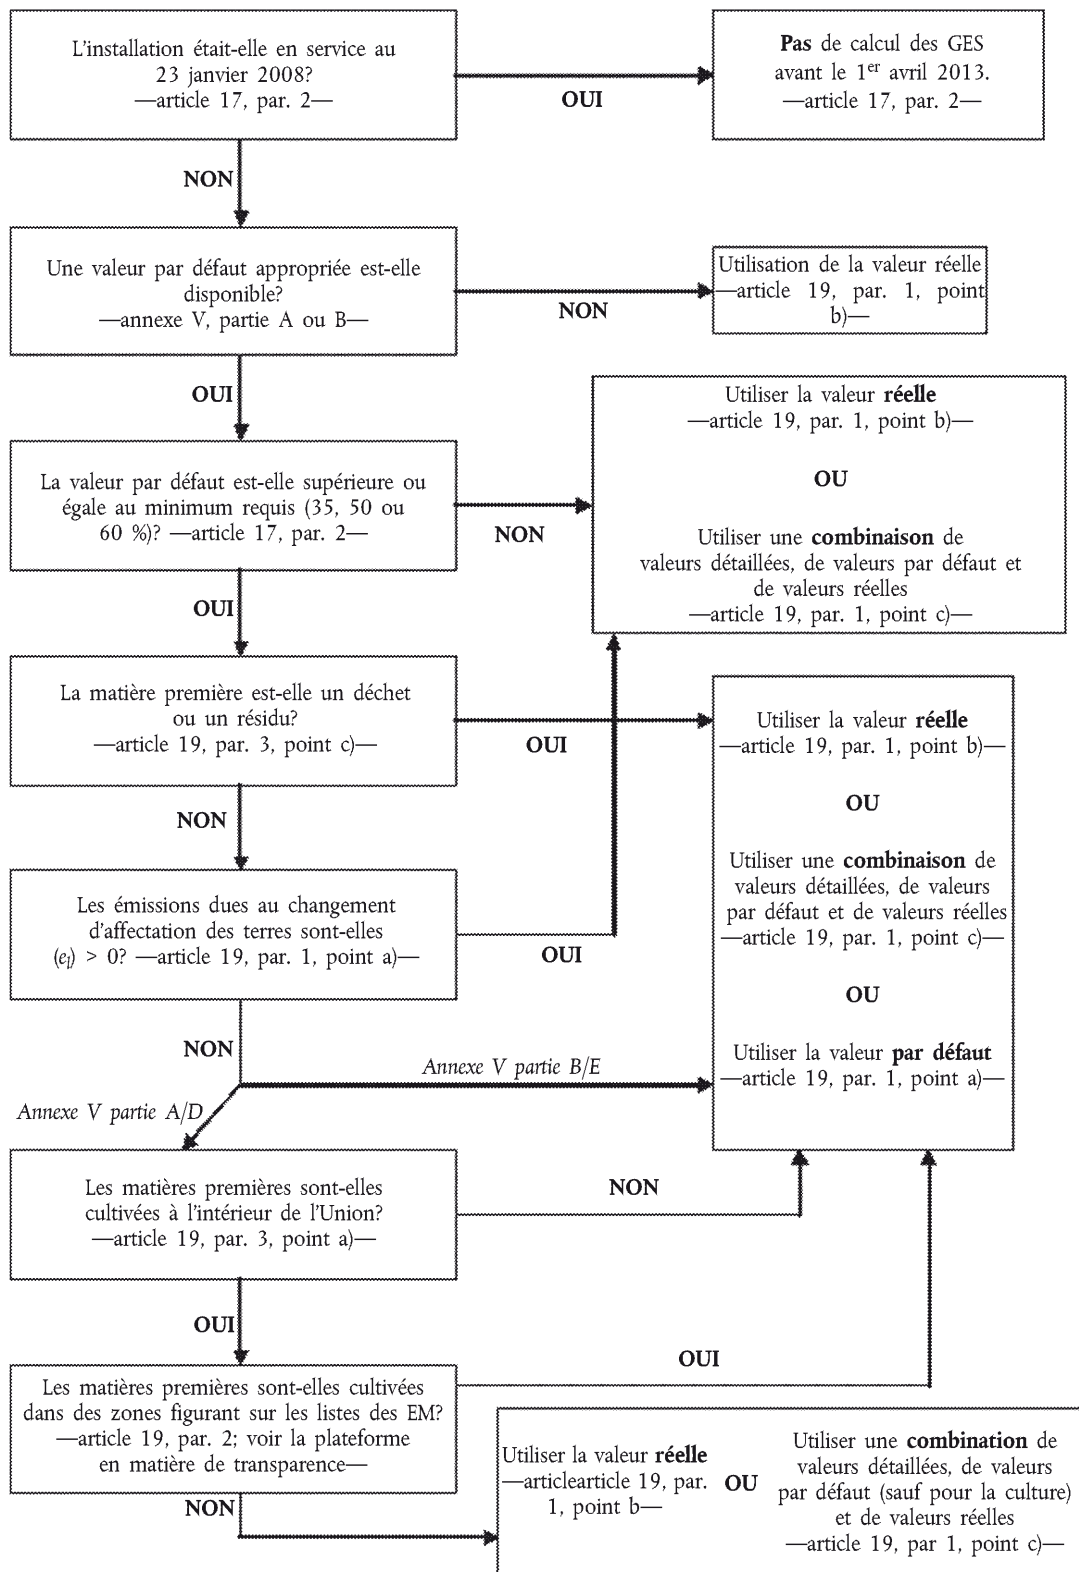 L'installation était-elle en service au
23 janvier 2008?
—article 17, par. 2—
OUI
Pas de calcul des GES
avant le 1er avril 2013.
—article 17, par. 2—
NON
Une valeur par défaut appropriée est-elle
disponible?
—annexe V, partie A ou B—
NON
Utilisation de la valeur réelle
—article 19, par. 1, point
b)—
OUI
La valeur par défaut est-elle supérieure ou
égale au minimum requis (35, 50 ou
60 %)? —article 17, par. 2—
NON
Utiliser la valeur réelle
—article 19, par. 1, point b)—
OU
Utiliser une combinaison de
valeurs détaillées, de valeurs par défaut et
de valeurs réelles
—article 19, par. 1, point c)—
OUI
La matière première est-elle un déchet
ou un résidu?
—article 19, par. 3, point c)—
OUI
Utiliser la valeur réelle
—article 19, par. 1, point b)—
OU
Utiliser une combinaison de
valeurs détaillées, de valeurs
par défaut et de valeurs réelles
—article 19, par. 1, point c)—
OU
Utiliser la valeur par défaut
—article 19, par. 1, point a)—
NON
Les émissions dues au changement
d'affectation des terres sont-elles
(el) > 0? —article 19, par. 1, point a)—
OUI
NON
Annexe V partie B/E
Annexe V partie A/D
Les matières premières sont-elles
cultivées à l'intérieur de l'Union?
—article 19, par. 3, point a)—
NON
OUI
Les matières premières sont-elles cultivées
dans des zones figurant sur les listes des EM?
—article 19, par. 2; voir la plateforme
en matière de transparence—
OUI
NON
Utiliser la valeur réelle
—articlearticle 19, par.
1, point b—
OU
Utiliser une combination de
valeurs détaillées, de valeurs
par défaut (sauf pour la culture)
et de valeurs réelles
—article 19, par 1, point c)—